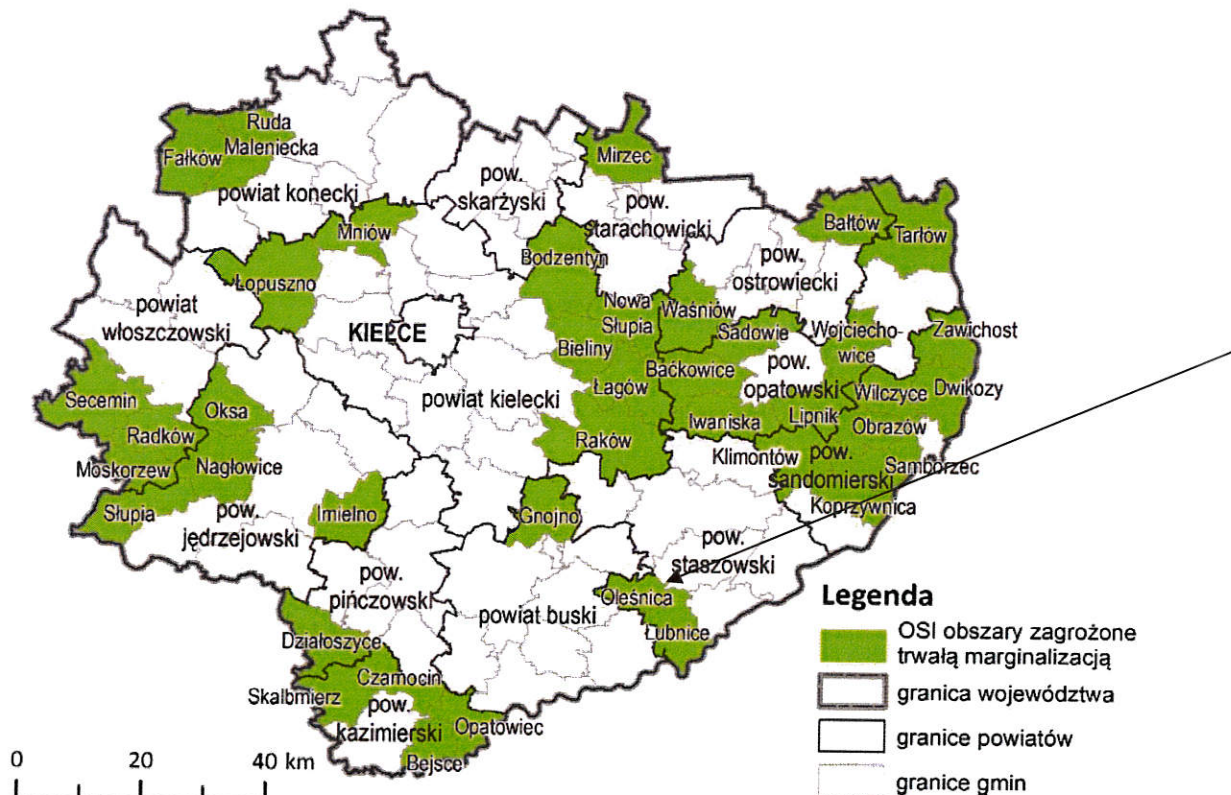 Ruda
Maleniecka
Fałków
powiat konecki
Mirzec
pow.
skarżyski
pow.
starachowicki
Mniów
Bodzentyn
Bałtów
Tarłów
pow.
ostrowiecki
Łopuszno
powiat
włoszczowski
KIELCE
Nowa
Słupia
Waśniów
Sadowie
Wojciecho-
wice
Zawichost
Bieliny
Baćkowice
pow.
opatowski
Wilczyce
Dwikozy
Secemin
Oksa
powiat kielecki
Łagów
Iwaniska
Lipnik
Obrazów
Radków
Raków
Klimontów
pow.
sandomierski
Samborzec
Moskorzew
Nagłowice
Koprzywnica
Słupia
pow.
jędrzejowski
Imielno
Gnojno
pow.
staszowski
pow.
pińczowski
powiat buski
Oleśnica
Łubnice
Działoszyce
Czarnocin
Skalbmierz
pow.
kazimierski
Opatowiec
Bejsce
0 20 40 km
Legenda
OSI obszary zagrożone
trwałą marginalizacją
granica województwa
granice powiatów
granice gmin